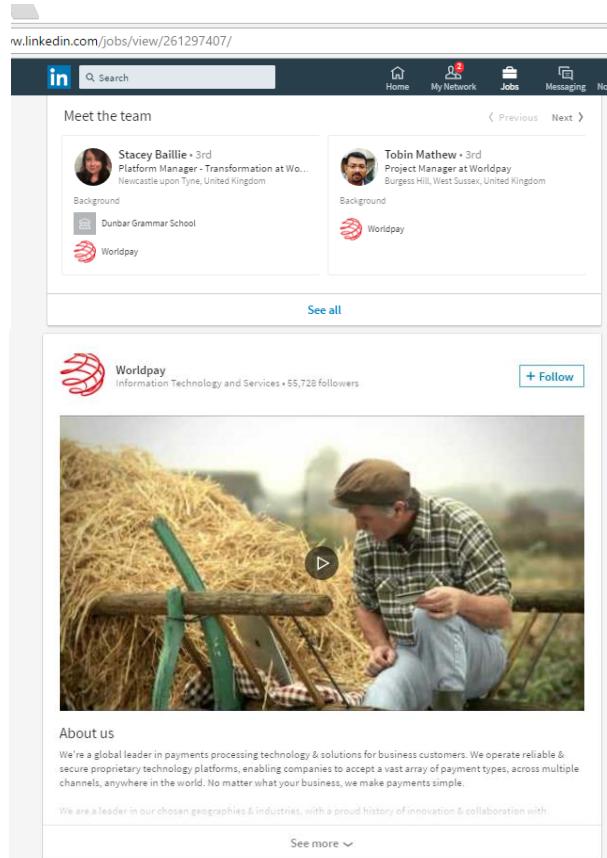 w.linkedin.com/jobs/view/261297407/
in Search
2
Home My Network Jobs Messaging No
Meet the team Previous Next
Stacey Baillie • 3rd
Platform Manager - Transformation at Wo...
Newcastle upon Tyne, United Kingdom
Background
Dunbar Grammar School
Worldpay
Tobin Mathew • 3rd
Project Manager at Worldpay
Burgess Hill, West Sussex, United Kingdom
Background
Worldpay
See all
Worldpay
Information Technology and Services • 55,728 followers
+ Follow
About us
We're a global leader in payments processing technology & solutions for business customers. We operate reliable &
secure proprietary technology platforms, enabling companies to accept a vast array of payment types, across multiple
channels, anywhere in the world. No matter what your business, we make payments simple.
We are a leader in our chosen geographies & industries, with a proud history of innovation & collaboration with
See more